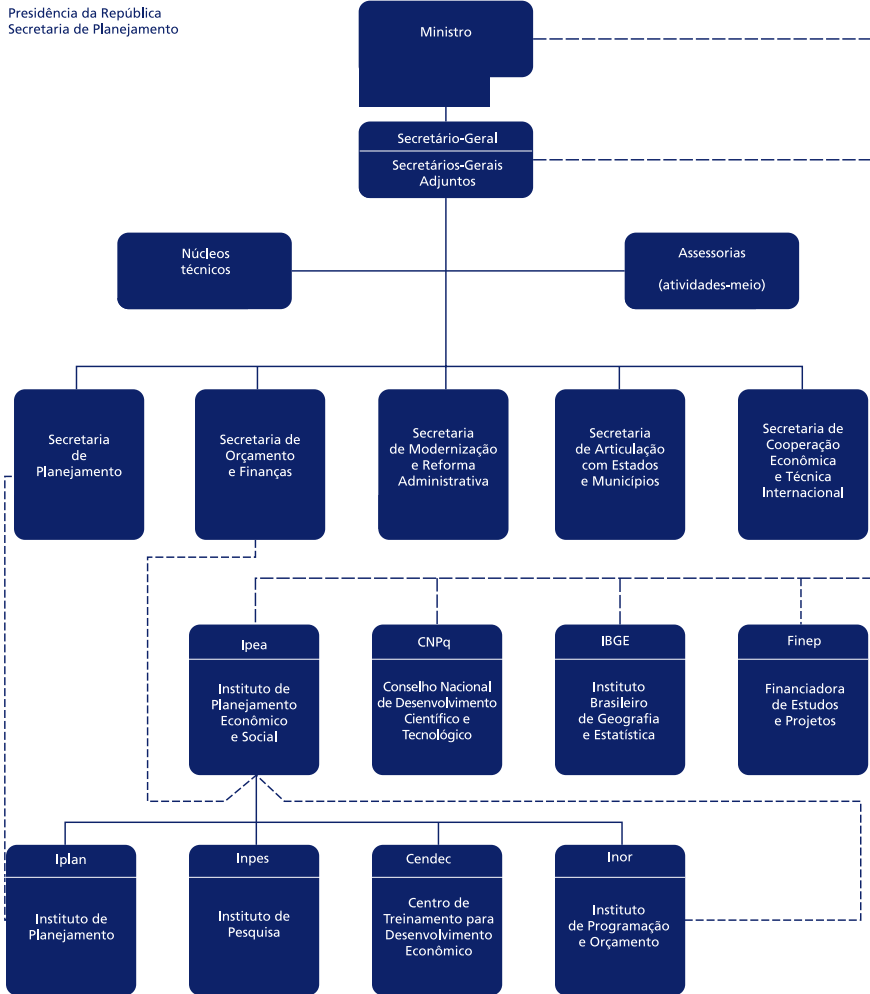 Presidência da República
Secretaria de Planejamento
Ministro
Secretário-Geral
Secretários-Gerais
Adjuntos
Núcleos
técnicos
Assessorias
(atividades-meio)
Secretaria
de
Planejamento
Secretaria de
Orçamento
e Finanças
Secretaria
de Modernização
e Reforma
Administrativa
Secretaria
de Articulação
com Estados
e Municípios
Secretaria de
Cooperação
Econômica
e Técnica
Internacional
Ipea
Instituto de
Planejamento
Econômico
e Social
CNPq
Conselho Nacional
de Desenvolvimento
Científico e
Tecnológico
IBGE
Instituto
Brasileiro
de Geografia
e Estatística
Finep
Financiadora
de Estudos
e Projetos
Iplan
Instituto de
Planejamento
Inpes
Instituto de
Pesquisa
Cendec
Centro de
Treinamento para
Desenvolvimento
Econômico
Inor
Instituto
de Programação
e Orçamento